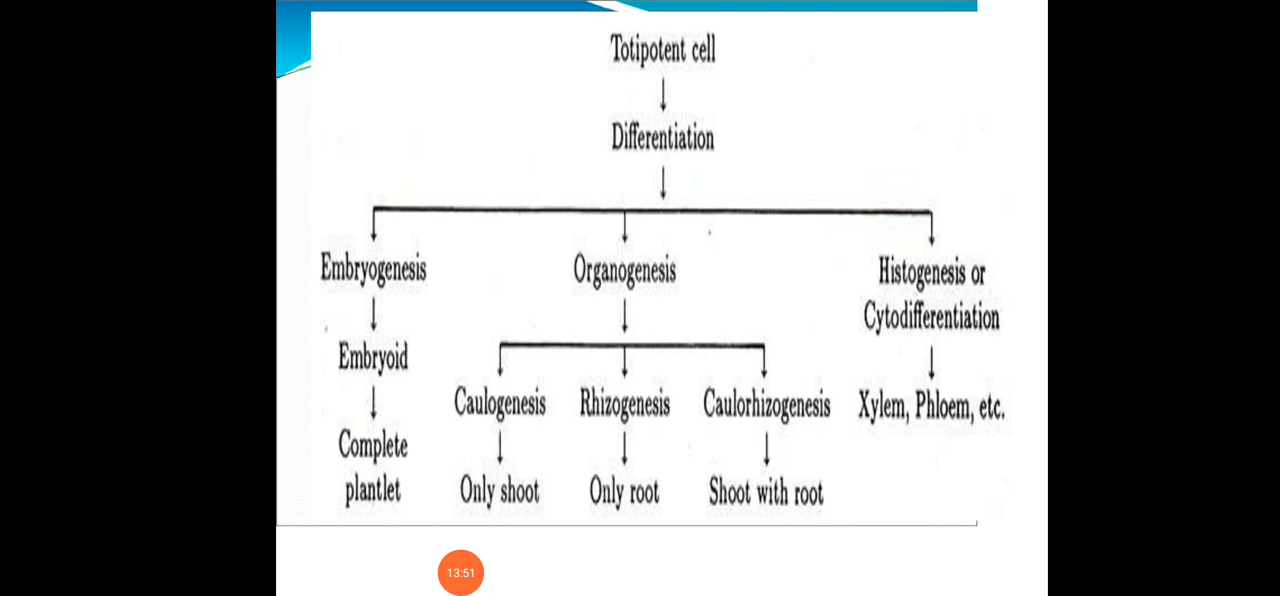 Totipotent cell
Differentiation
Embryogenesis
Organogenesis
Histogenesis or
Cytodifferentiation
Embryoid
Caulogenesis
Rhizogenesis
Caulorhizogenesis
Xylem, Phloem, etc.
Complete
plantlet
Only shoot
Only root
Shoot with root
13:51